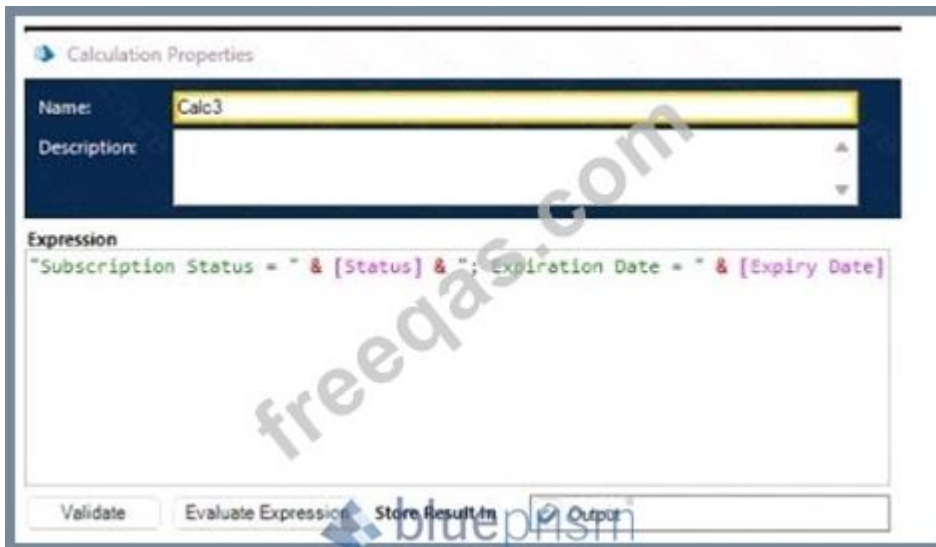 Calculation Properties
Name: Calc3
Description:
Expression
"Subscription Status = " & [Status] & "; Expiration Date = " & [Expiry Date]
freeqas.com
Validate Evaluate Expression Store Result In Output
blueprism